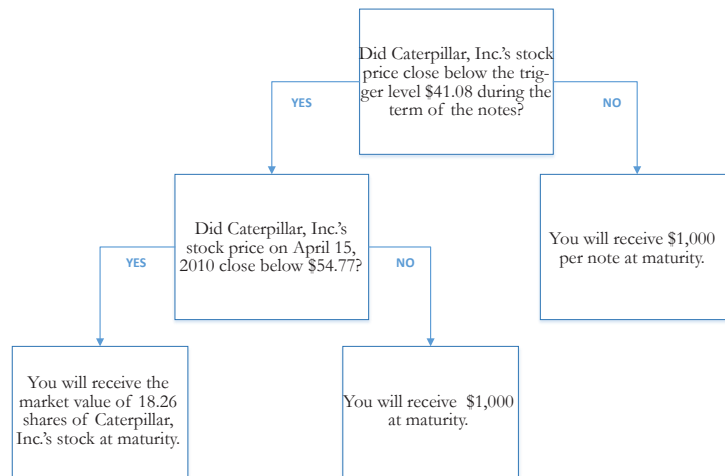 Did Caterpillar, Inc.'s stock
price close below the trig-
ger level $41.08 during the
term of the notes?
YES
NO
Did Caterpillar, Inc.'s
stock price on April 15,
2010 close below $54.77?
You will receive $1,000
per note at maturity.
YES
NO
You will receive the
market value of 18.26
shares of Caterpillar,
Inc.'s stock at maturity.
You will receive  $1,000
at maturity.